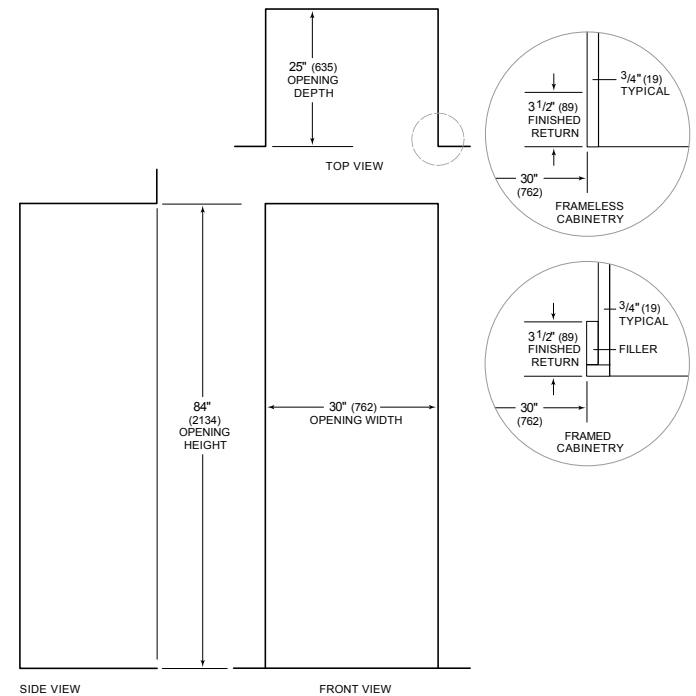 25" (635)
OPENING
DEPTH
TOP VIEW
3/4" (19)
TYPICAL
3 1/2" (89)
FINISHED
RETURN
30"
(762)
FRAMELESS
CABINETRY
3/4" (19)
TYPICAL
3 1/2" (89)
FINISHED
RETURN
FILLER
30"
(762)
FRAMED
CABINETRY
84"
(2134)
OPENING
HEIGHT
30" (762)
OPENING WIDTH
SIDE VIEW
FRONT VIEW